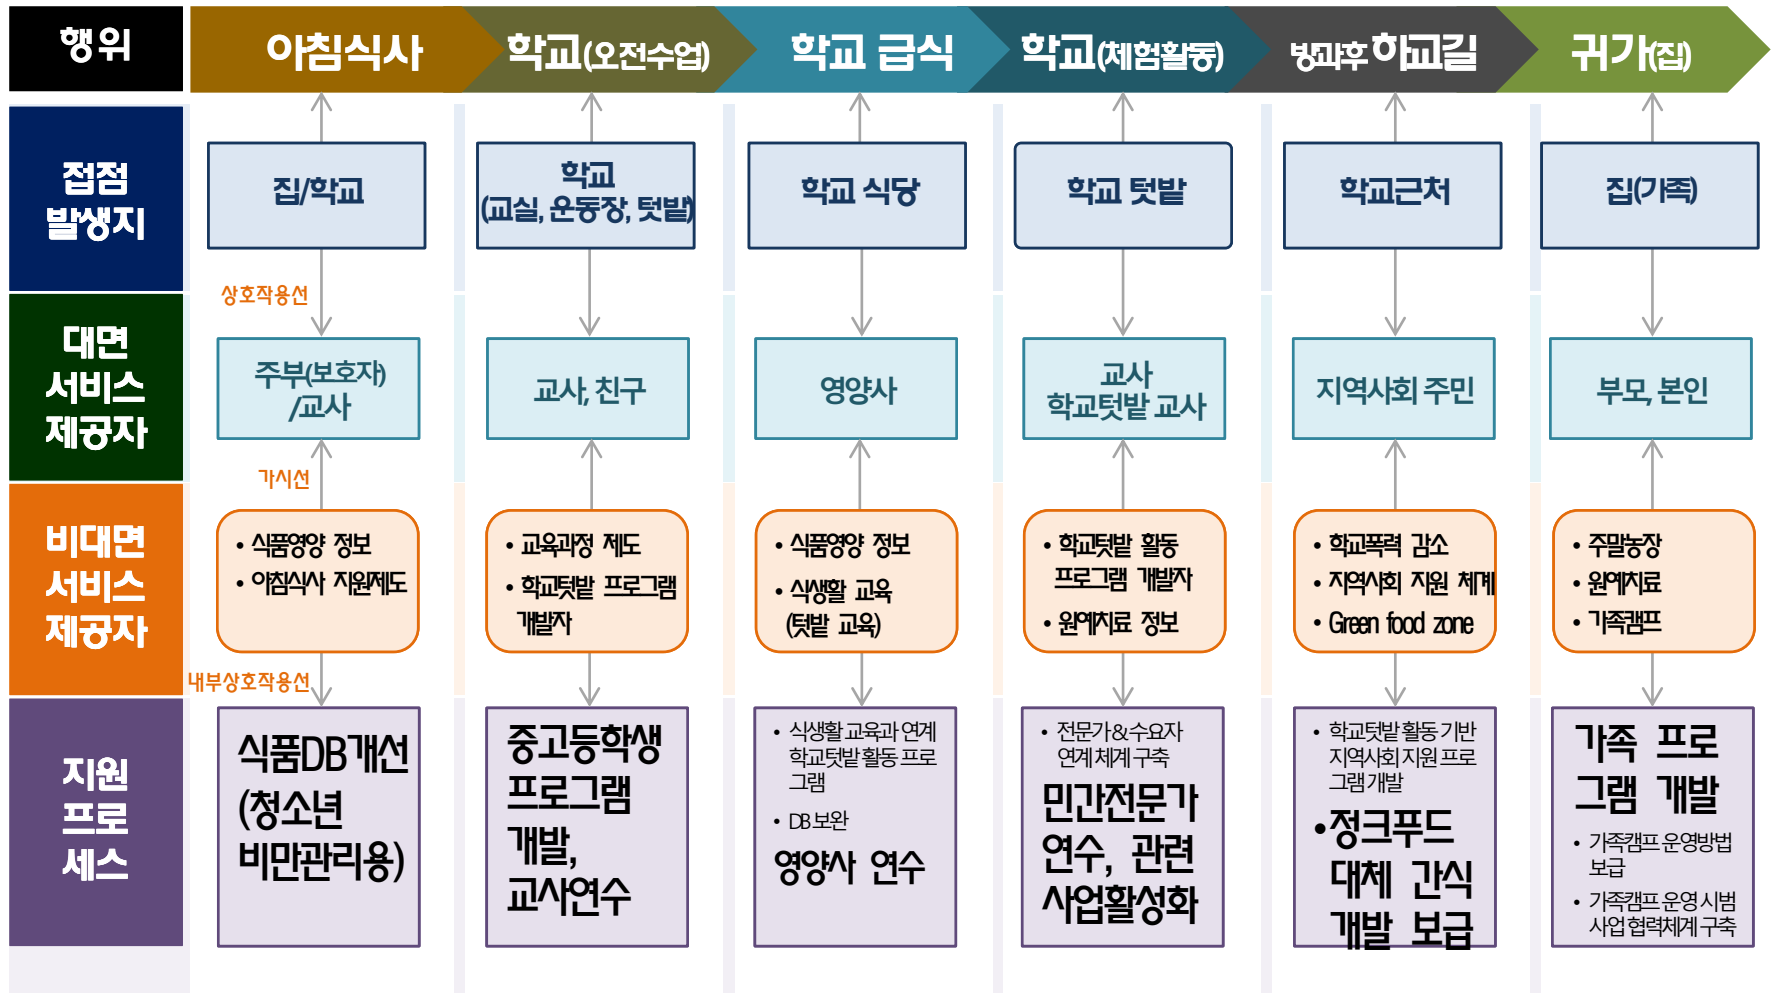 행위
아침식사
학교(오전수업)
학교 급식
학교(체험활동)
방과후 하교길
귀가(집)
접점
발생지
집/학교
학교
(교실, 운동장, 텃밭)
학교 식당
학교 텃밭
학교근처
집(가족)
상호작용선
대면
서비스
제공자
주부(보호자)
/교사
교사, 친구
영양사
교사
학교텃밭 교사
지역사회 주민
부모, 본인
가시선
비대면
서비스
제공자
• 식품영양 정보
• 아침식사 지원제도
• 교육과정 제도
• 학교텃밭 프로그램
개발자
• 식품영양 정보
• 식생활 교육
(텃밭 교육)
• 학교텃밭 활동
프로그램 개발자
• 원예치료 정보
• 학교폭력 감소
• 지역사회 지원 체계
• Green food zone
• 주말농장
• 원예치료
• 가족캠프
내부상호작용선
지원
프로
세스
식품DB개선
(청소년
비만관리용)
중고등학생
프로그램
개발,
교사연수
• 식생활 교육과 연계
학교텃밭 활동 프로
그램
• DB 보완
영양사 연수
• 전문가 & 수요자
연계 체계 구축
민간전문가
연수, 관련
사업활성화
• 학교텃밭 활동 기반
지역사회 지원 프로
그램 개발
•정크푸드
대체 간식
개발 보급
가족 프로
그램 개발
• 가족캠프 운영방법
보급
• 가족캠프 운영 시범
사업 협력체계 구축